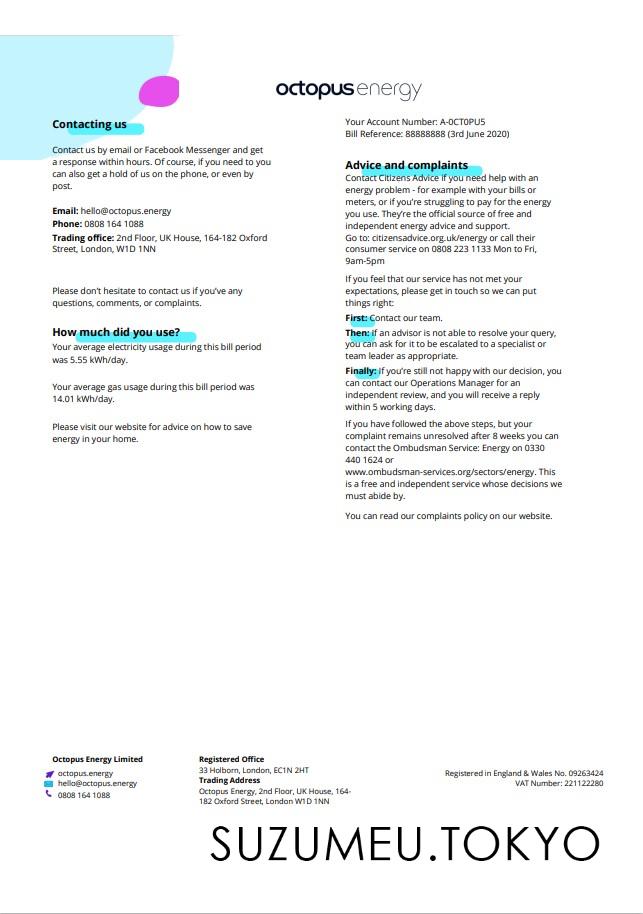 octopusenergy
Contacting us
Contact us by email or Facebook Messenger and get
a response within hours. Of course, if you need to you
can also get a hold of us on the phone, or even by
post.
Email: hello@octopus.energy
Phone: 0808 164 1088
Trading office: 2nd Floor, UK House, 164-182 Oxford
Street, London, W1D 1NN
Please don't hesitate to contact us if you've any
questions, comments, or complaints.
How much did you use?
Your average electricity usage during this bill period
was 5.55 kWh/day.
Your average gas usage during this bill period was
14.01 kWh/day.
Please visit our website for advice on how to save
energy in your home.
Your Account Number: A-0CT0PU5
Bill Reference: 88888888 (3rd June 2020)
Advice and complaints
Contact Citizens Advice if you need help with an
energy problem - for example with your bills or
meters, or if you're struggling to pay for the energy
you use. They're the official source of free and
independent energy advice and support.
Go to: citizensadvice.org.uk/energy or call their
consumer service on 0808 223 1133 Mon to Fri,
9am-5pm
If you feel that our service has not met your
expectations, please get in touch so we can put
things right:
First: Contact our team.
Then: If an advisor is not able to resolve your query,
you can ask for it to be escalated to a specialist or
team leader as appropriate.
Finally: If you're still not happy with our decision, you
can contact our Operations Manager for an
independent review, and you will receive a reply
within 5 working days.
If you have followed the above steps, but your
complaint remains unresolved after 8 weeks you can
contact the Ombudsman Service: Energy on 0330
440 1624 or
www.ombudsman-services.org/sectors/energy. This
is a free and independent service whose decisions we
must abide by.
You can read our complaints policy on our website.
Octopus Energy Limited
octopus.energy
hello@octopus.energy
0808 164 1088
Registered Office
33 Holborn, London, EC1N 2HT
Trading Address
Octopus Energy, 2nd Floor, UK House, 164-
182 Oxford Street, London W1D 1NN
Registered in England & Wales No. 09263424
VAT Number: 221122280
SUZUMEU.TOKYO